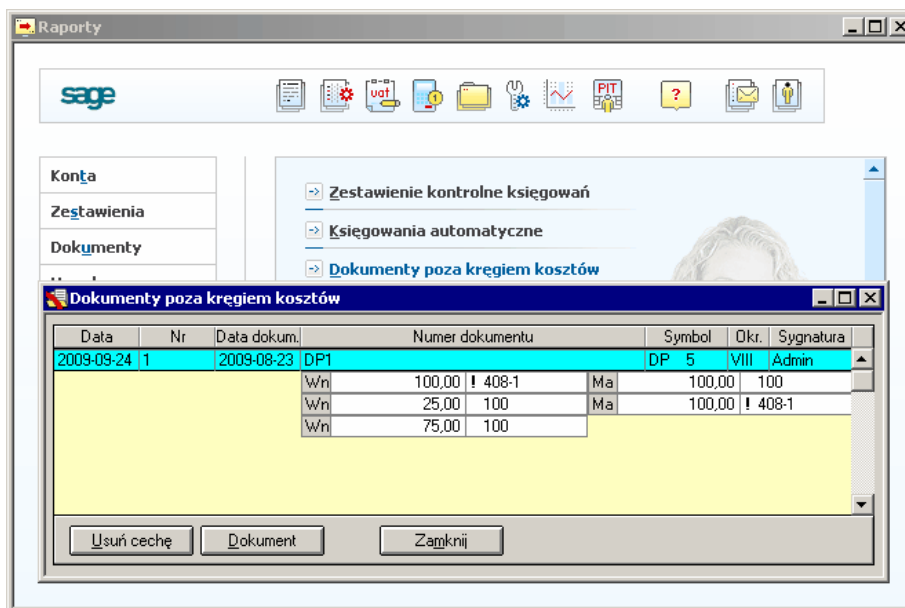 Raporty
sage
vat
1
PIT
?
Konta
Zestawienia
Dokumenty
Zestawienie kontrolne księgowań
Księgowania automatyczne
Dokumenty poza kręgiem kosztów
Dokumenty poza kręgiem kosztów
Data Nr Data dokum. Numer dokumentu Symbol Okr. Sygnatura
2009-09-24 1 2009-08-23 DP1 DP 5 VIII Admin
Wn 100,00 ! 408-1 Ma 100,00 100
Wn 25,00 100 Ma 100,00 ! 408-1
Wn 75,00 100
Usuń cechę Dokument Zamknij